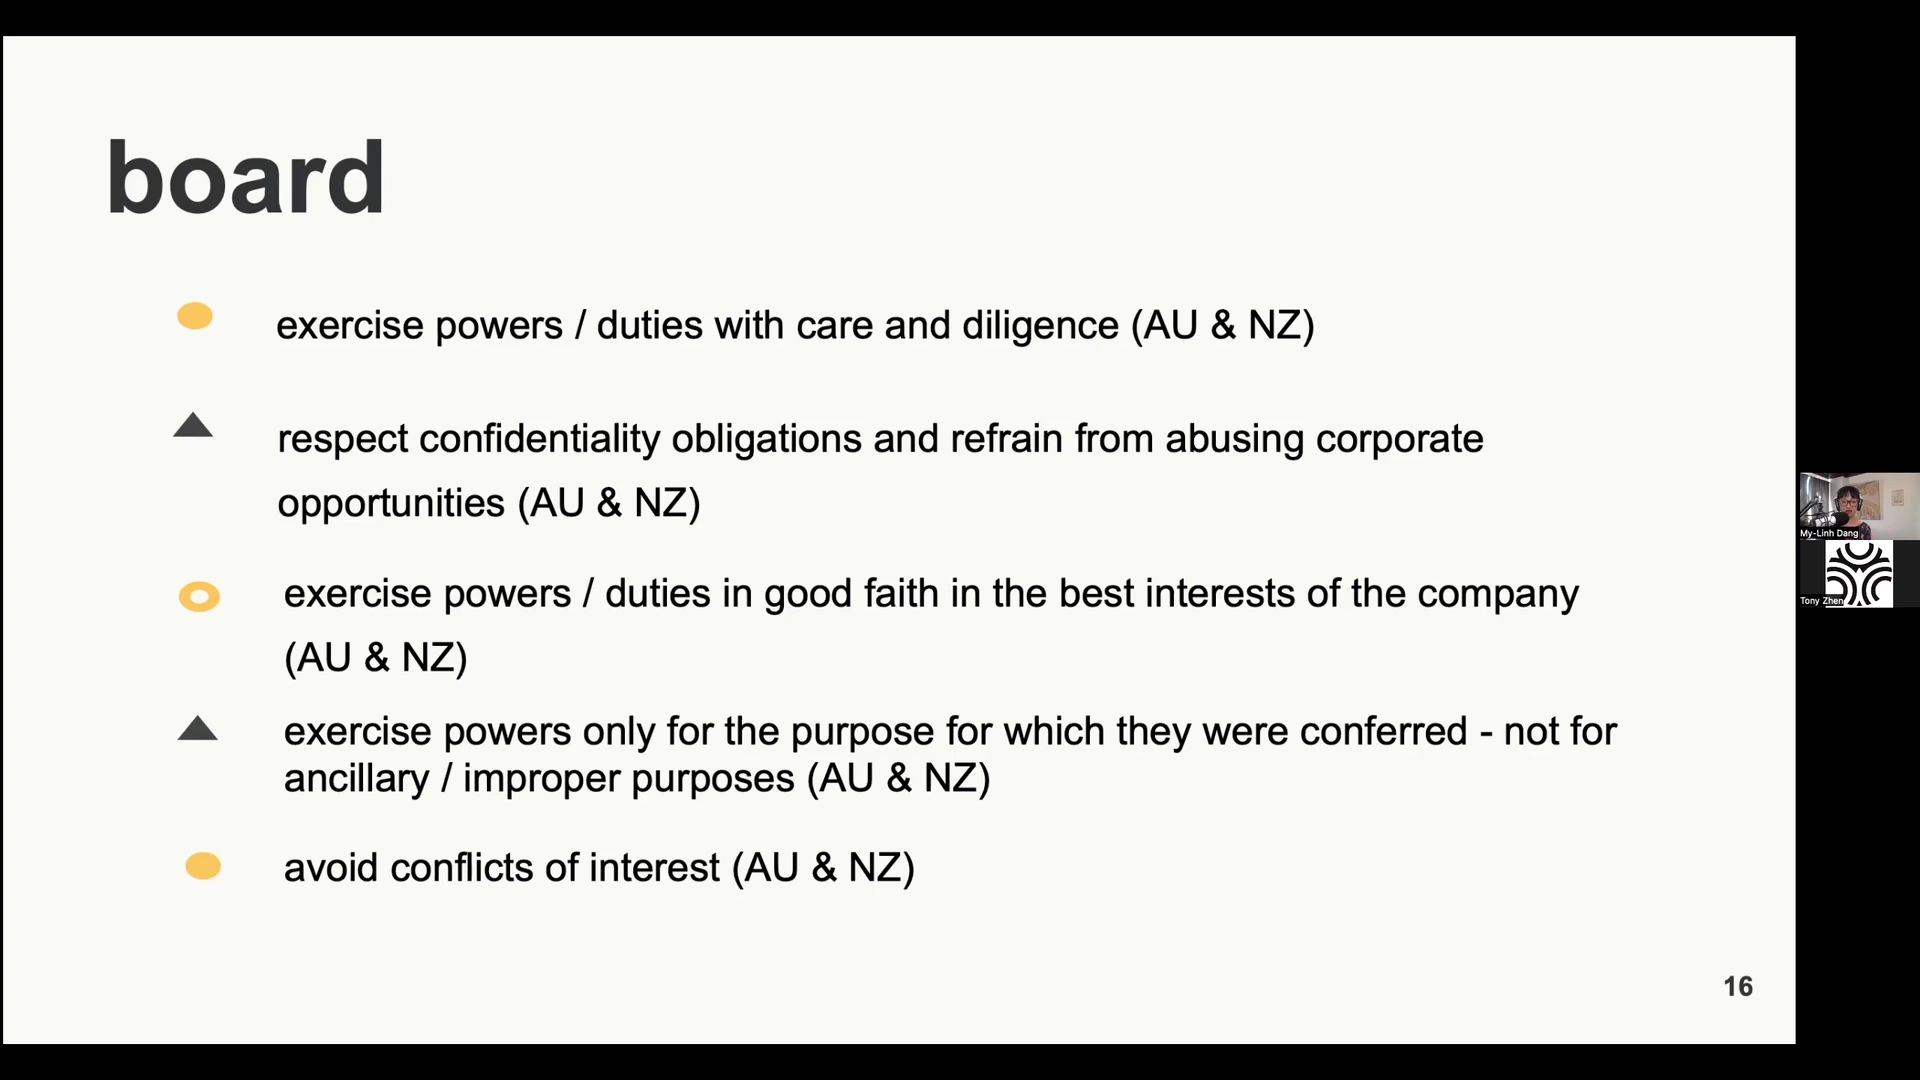 board
exercise powers / duties with care and diligence (AU & NZ)
respect confidentiality obligations and refrain from abusing corporate
opportunities (AU & NZ)
exercise powers / duties in good faith in the best interests of the company
(AU & NZ)
exercise powers only for the purpose for which they were conferred - not for
ancillary / improper purposes (AU & NZ)
avoid conflicts of interest (AU & NZ)
16
My-Linh Dang
Tony Zhen